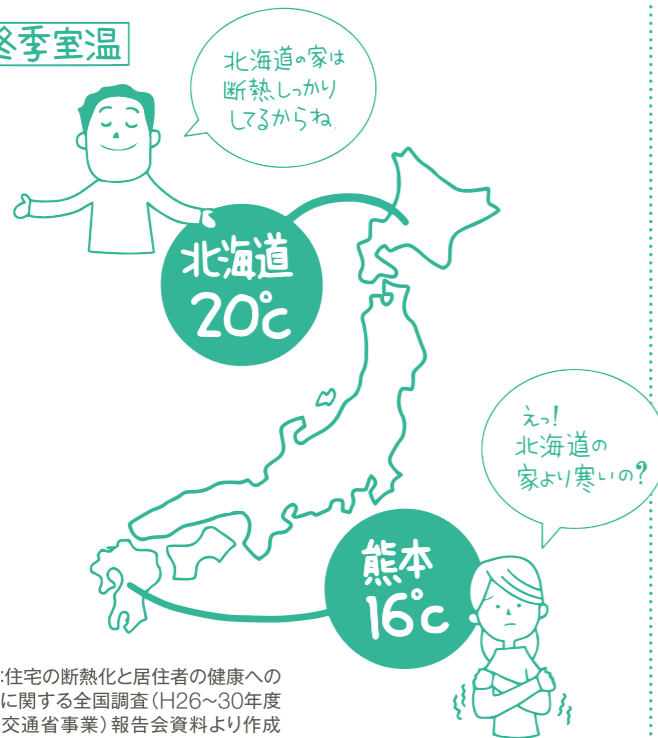 冬季室温
北海道の家は
断熱しっかり
してるからね.
北海道
20℃
えっ!
北海道の
家より寒いの?
熊本
16℃
:住宅の断熱化と居住者の健康への
に関する全国調査(H26〜30年度
交通省事業)報告会資料より作成